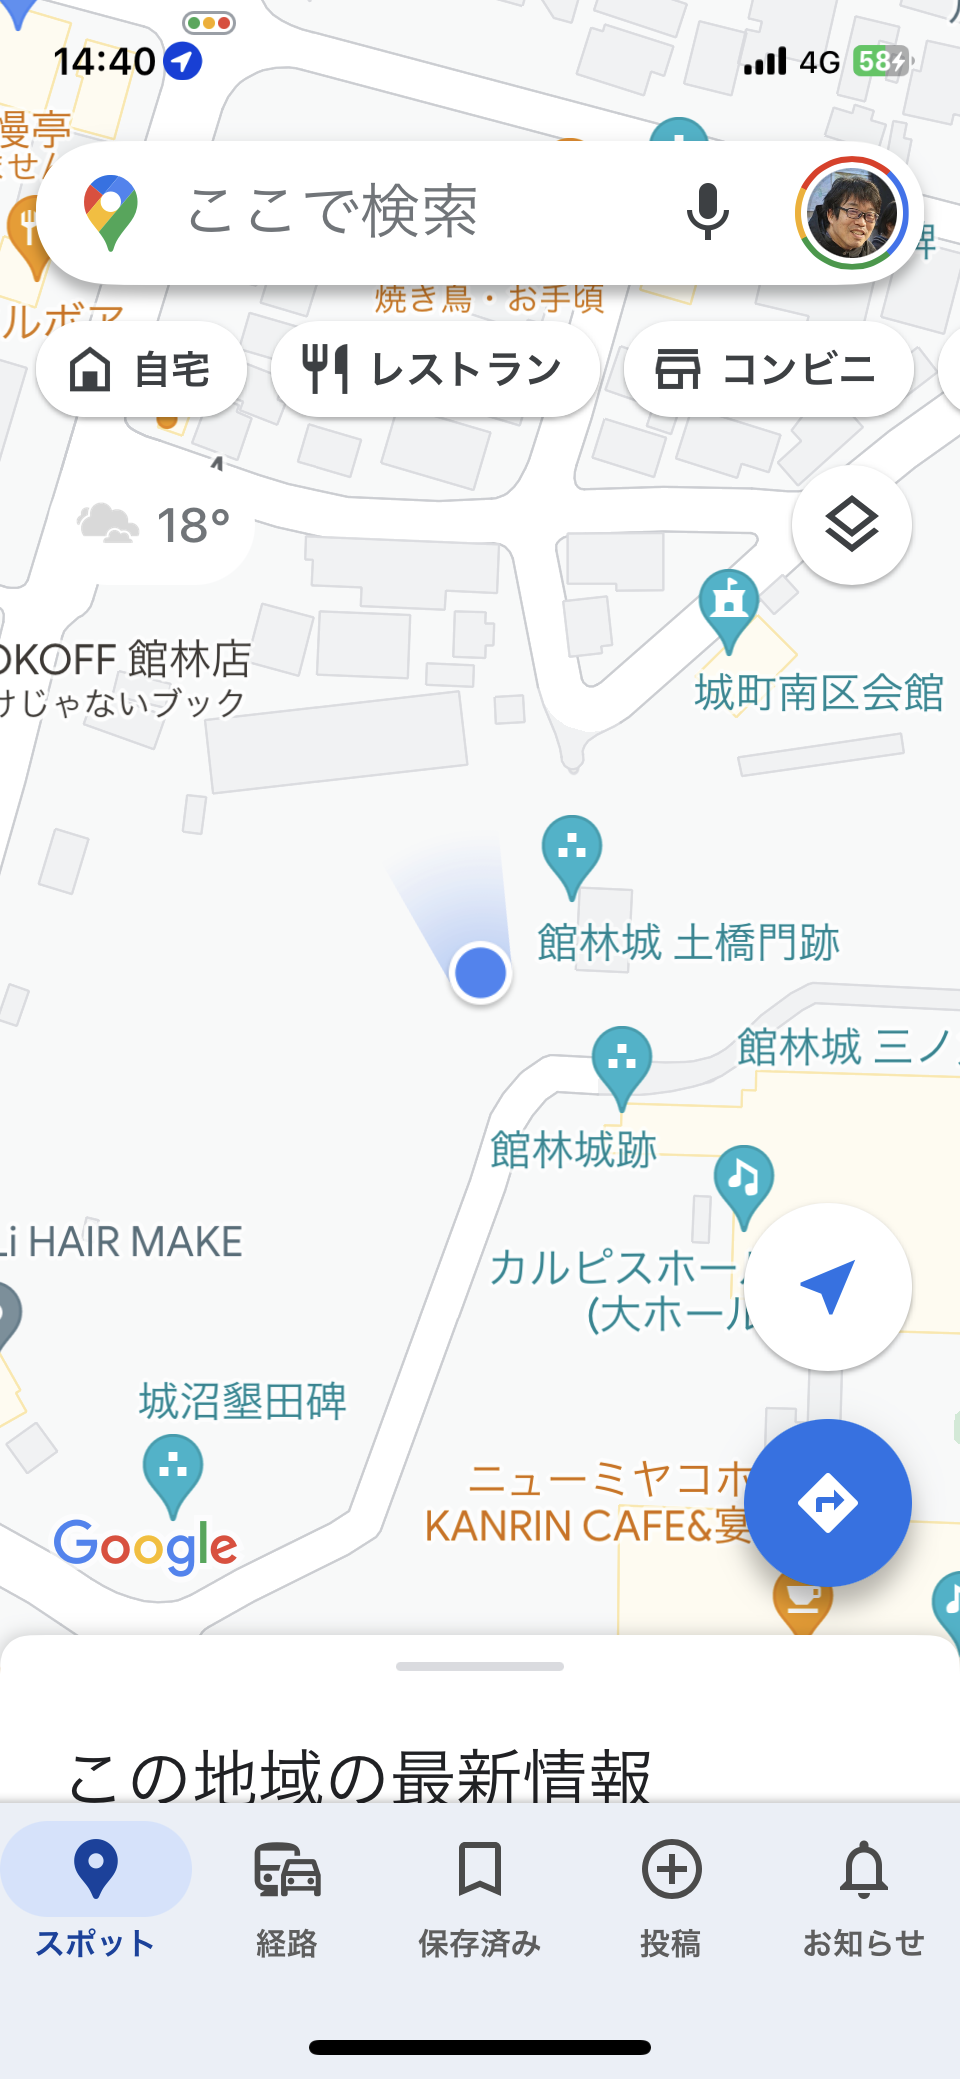 14:40
4G
58
ここで検索
焼き鳥・お手頃
自宅
レストラン
コンビニ
18°
OKOFF 館林店
けじゃないブック
城町南区会館
館林城 土橋門跡
館林城 三ノ
館林城跡
カルピスホール
(大ホール
Li HAIR MAKE
城沼墾田碑
ニューミヤコホ
KANRIN CAFE&宴
Google
この地域の最新情報
スポット
経路
保存済み
投稿
お知らせ